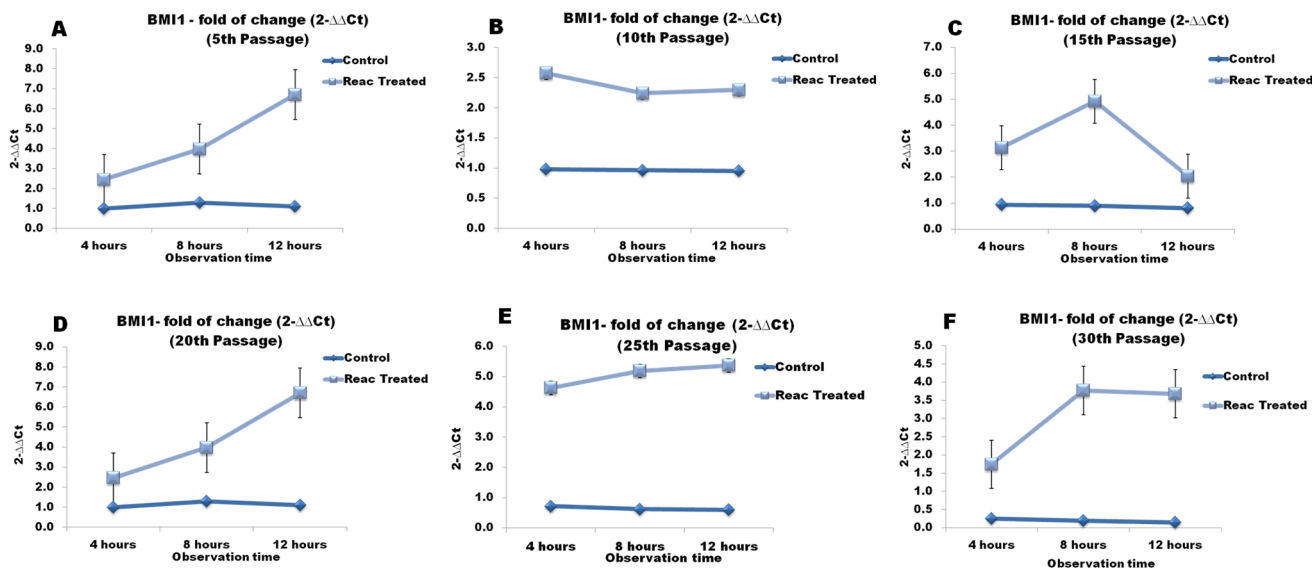 A
BMI1 - fold of change (2-ΔΔCt)
(5th Passage)
9.0
8.0
7.0
6.0
5.0
4.0
3.0
2.0
1.0
0.0
2-ΔΔCt
Control
Reac Treated
4 hours
8 hours
12 hours
Observation time
B
BMI1- fold of change (2-ΔΔCt)
(10th Passage)
3.0
2.5
2.0
1.5
1.0
0.5
0.0
2-ΔΔCt
Control
Reac Treated
4 hours
8 hours
12 hours
Observation time
C
BMI1- fold of change (2-ΔΔCt)
(15th Passage)
7.0
6.0
5.0
4.0
3.0
2.0
1.0
0.0
2-ΔΔCt
Control
Reac Treated
4 hours
8 hours
12 hours
Observation time
D
BMI1- fold of change (2-ΔΔCt)
(20th Passage)
9.0
8.0
7.0
6.0
5.0
4.0
3.0
2.0
1.0
0.0
2-ΔΔCt
Control
Reac Treated
4 hours
8 hours
12 hours
Observation time
E
BMI1- fold of change (2-ΔΔCt)
(25th Passage)
6.0
5.0
4.0
3.0
2.0
1.0
0.0
2-ΔΔCt
Control
Reac Treated
4 hours
8 hours
12 hours
Observation time
F
BMI1- fold of change (2-ΔΔCt)
(30th Passage)
5.0
4.5
4.0
3.5
3.0
2.5
2.0
1.5
1.0
0.5
0.0
2-ΔΔCt
Control
Reac Treated
4 hours
8 hours
12 hours
Observation time